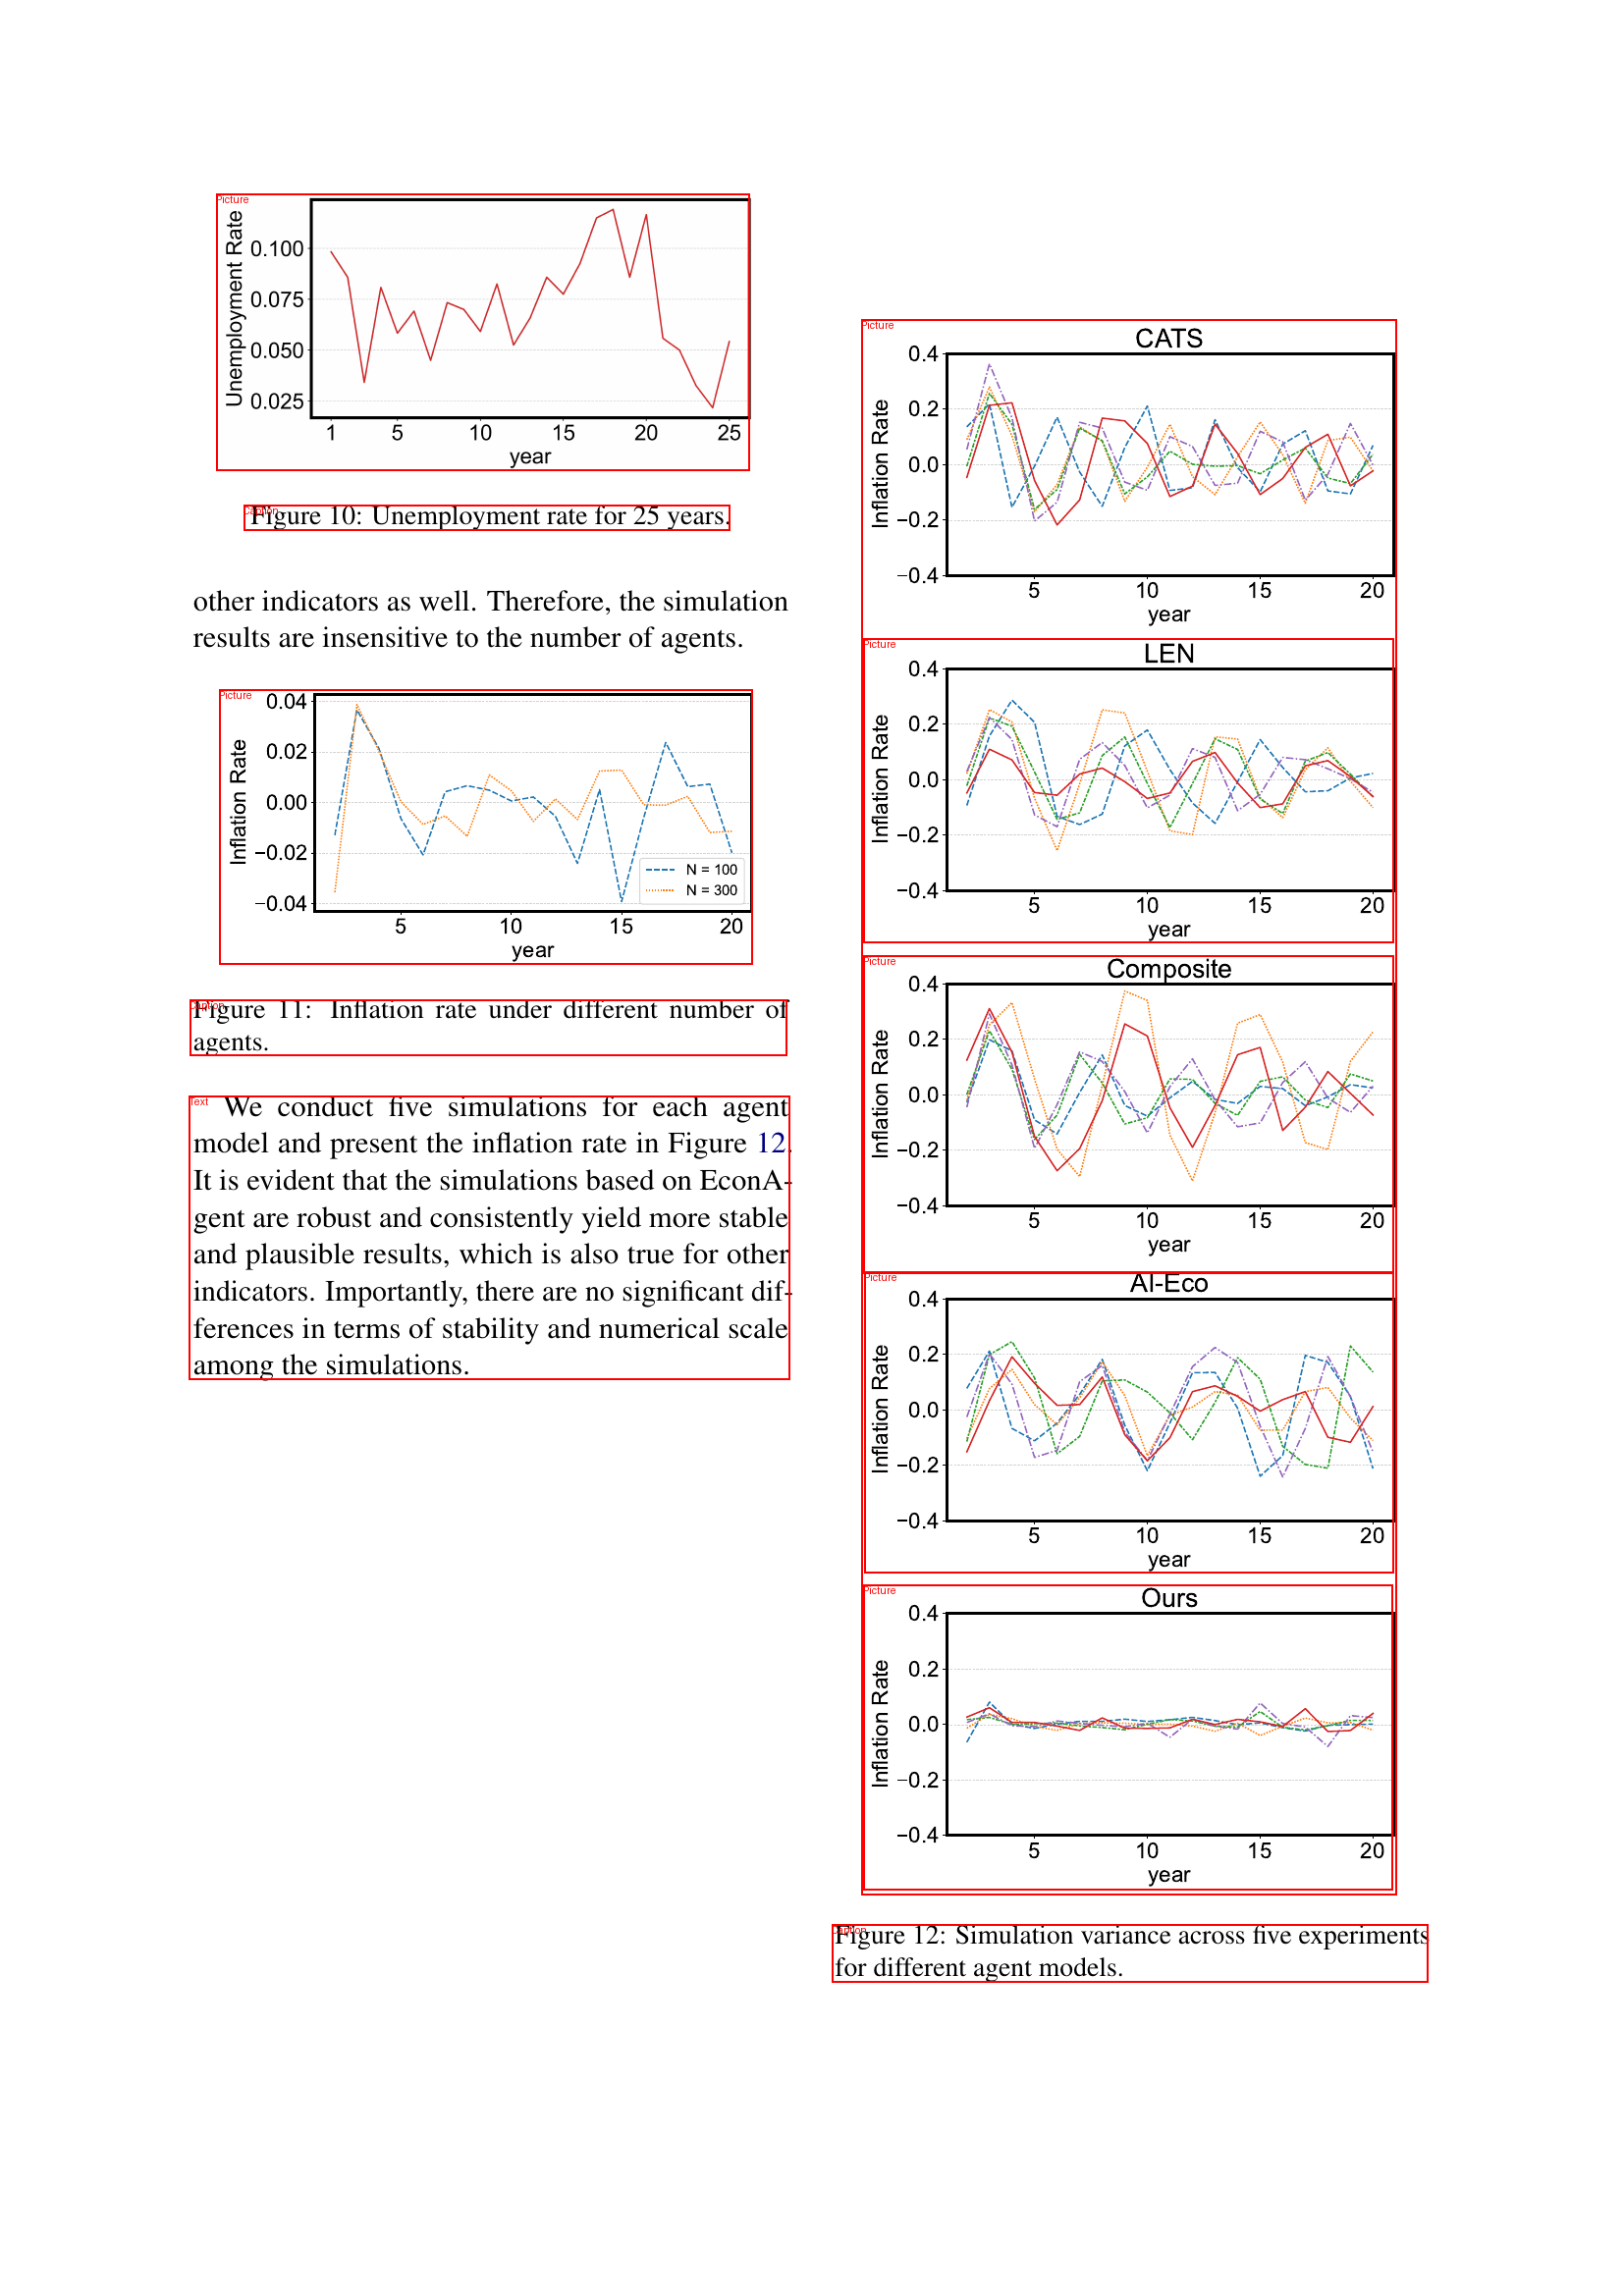 Picture
Unemployment Rate
0.100
0.075
0.050
0.025
1 5 10 15 20 25
year
Caption
Figure 10: Unemployment rate for 25 years.
other indicators as well. Therefore, the simulation
results are insensitive to the number of agents.
Picture
Inflation Rate
0.04
0.02
0.00
−0.02
−0.04
N = 100
N = 300
5 10 15 20
year
Caption
Figure 11: Inflation rate under different number of
agents.
Text
We conduct five simulations for each agent
model and present the inflation rate in Figure 12.
It is evident that the simulations based on EconA-
gent are robust and consistently yield more stable
and plausible results, which is also true for other
indicators. Importantly, there are no significant dif-
ferences in terms of stability and numerical scale
among the simulations.
Picture
CATS
Inflation Rate
0.4
0.2
0.0
−0.2
−0.4
5 10 15 20
year
Picture
LEN
Inflation Rate
0.4
0.2
0.0
−0.2
−0.4
5 10 15 20
year
Picture
Composite
Inflation Rate
0.4
0.2
0.0
−0.2
−0.4
5 10 15 20
year
Picture
AI-Eco
Inflation Rate
0.4
0.2
0.0
−0.2
−0.4
5 10 15 20
year
Picture
Ours
Inflation Rate
0.4
0.2
0.0
−0.2
−0.4
5 10 15 20
year
Caption
Figure 12: Simulation variance across five experiments
for different agent models.